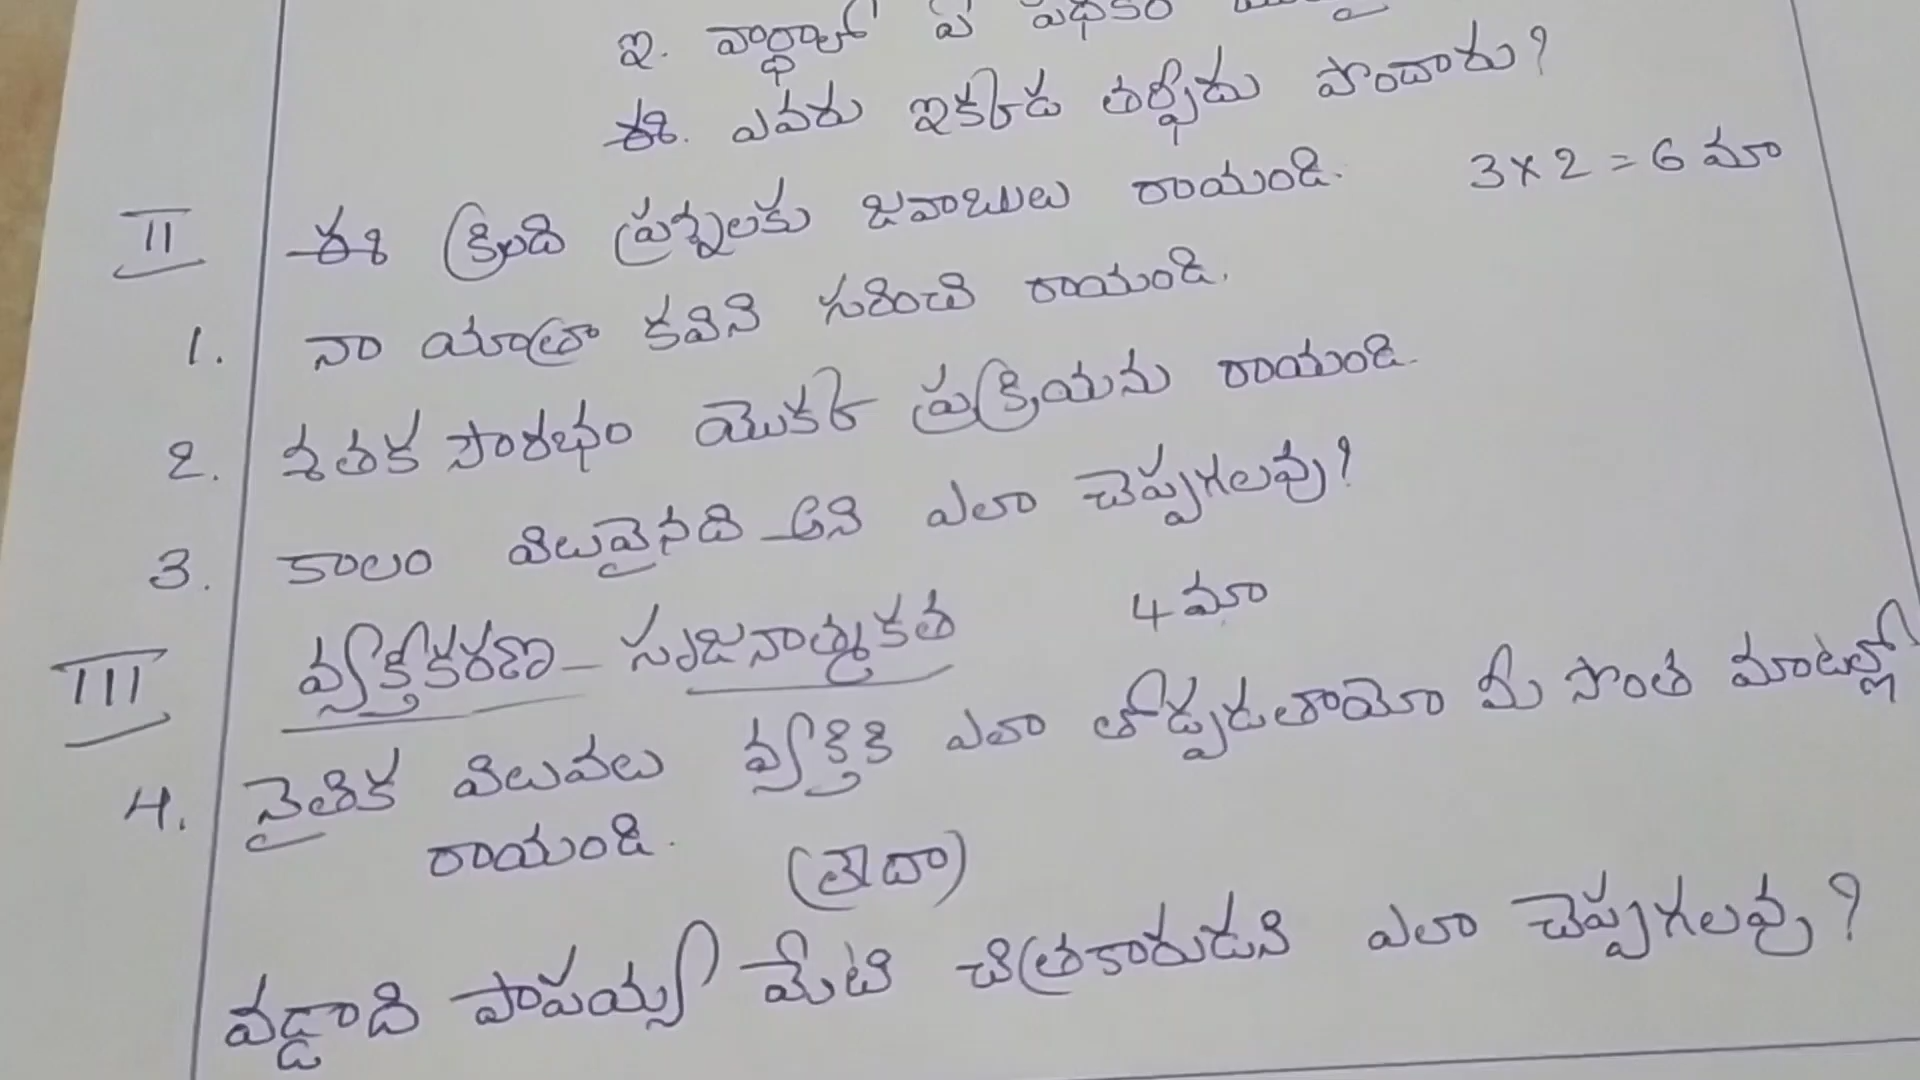 ఇ. వార్ధాలో ఏ పథకం
ఈ. ఎవరు ఇక్కడ తర్ఫీదు పొందారు?
II ఈ క్రింది ప్రశ్నలకు జవాబులు రాయండి. 3 x 2 = 6 మా
1. నా యాత్రా కవిని గురించి రాయండి.
2. శతక సౌరభం యొక్క ప్రక్రియను రాయండి.
3. కాలం విలువైనది అని ఎలా చెప్పగలవు?
III వ్యక్తీకరణ - సృజనాత్మకత 4 మా
4. నైతిక విలువలు వ్యక్తికి ఎలా తోడ్పడతాయో మీ సొంత మాటల్లో
రాయండి.
(లేదా)
వడ్డాది పాపయ్య మేటి చిత్రకారుడని ఎలా చెప్పగలవు?